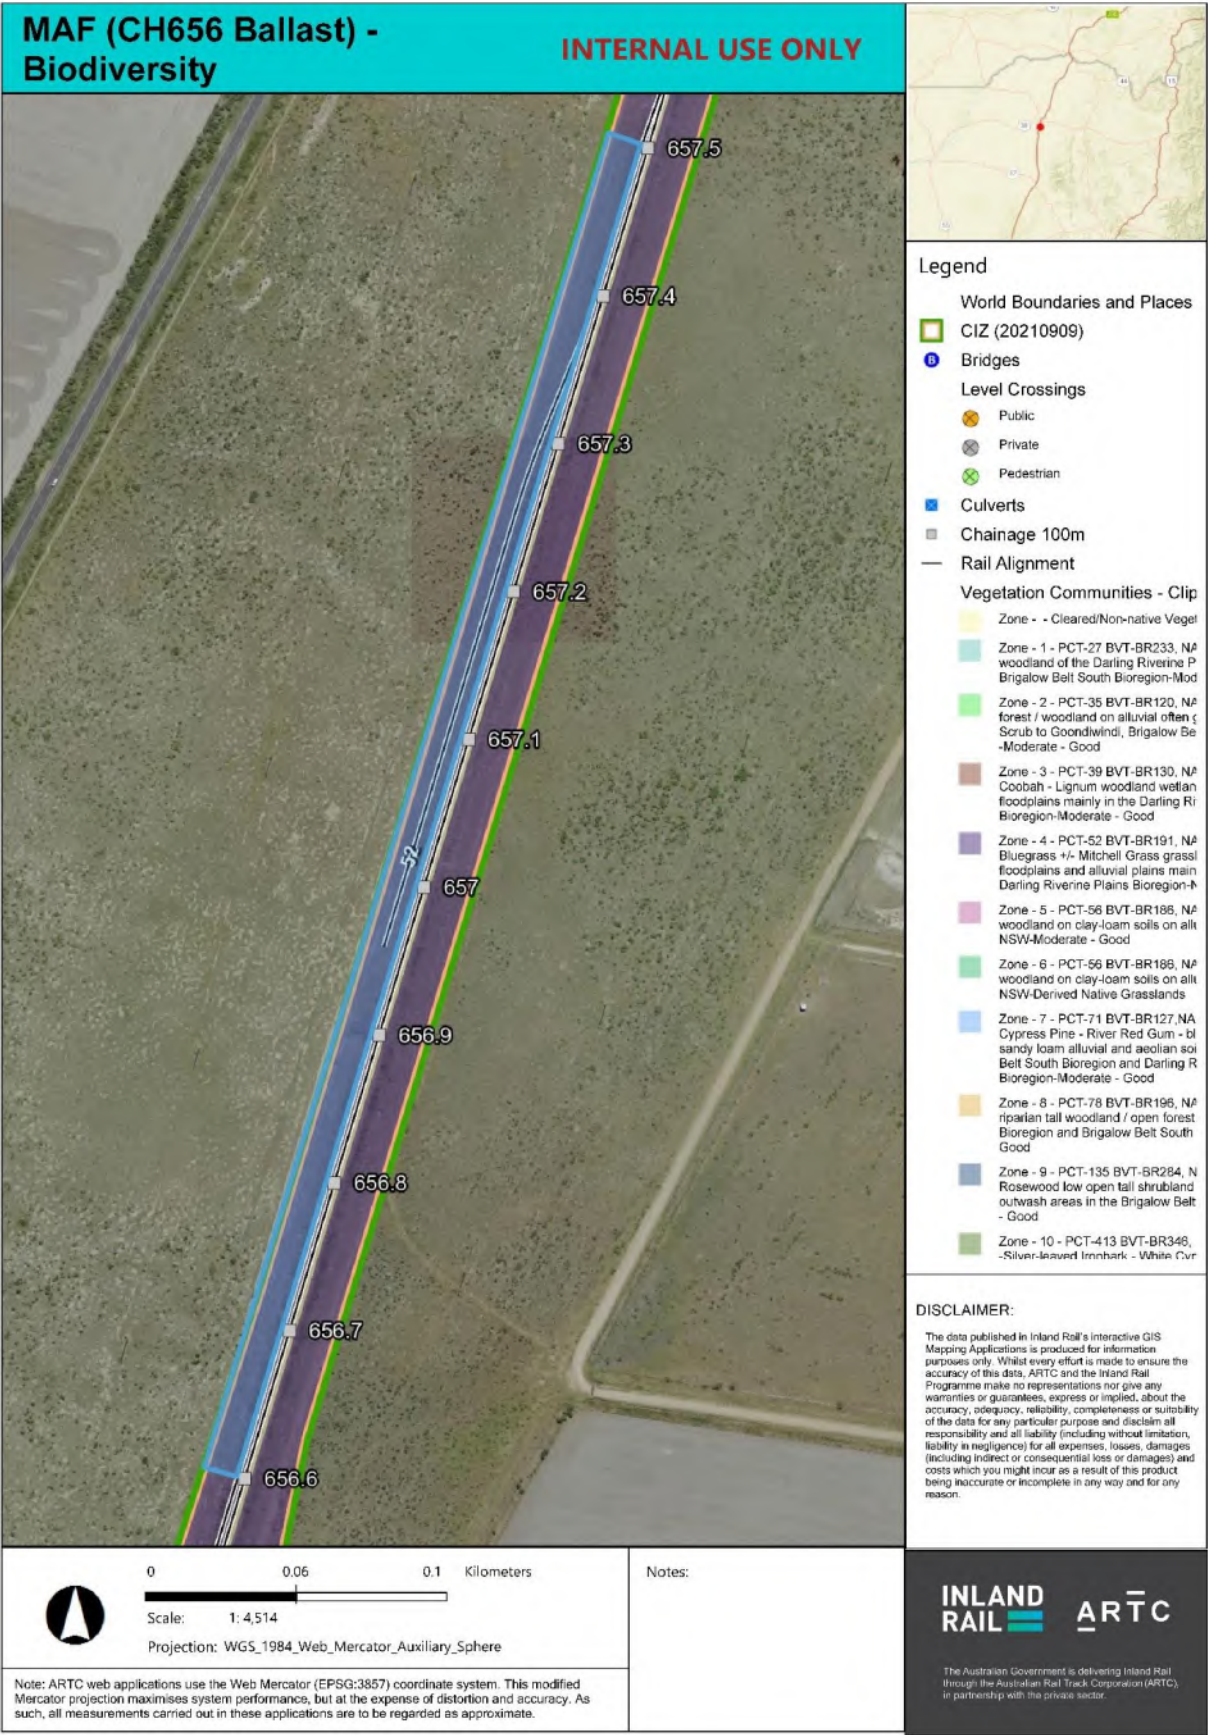 MAF (CH656 Ballast) -
Biodiversity
INTERNAL USE ONLY
657.5
657.4
657.3
657.2
657.1
52
657
656.9
656.8
656.7
656.6
Legend
World Boundaries and Places
CIZ (20210909)
B Bridges
Level Crossings
Public
Private
Pedestrian
Culverts
Chainage 100m
Rail Alignment
Vegetation Communities - Clip
Zone - - Cleared/Non-native Veget
Zone - 1 - PCT-27 BVT-BR233, NA
woodland of the Darling Riverine P
Brigalow Belt South Bioregion-Mod
Zone - 2 - PCT-35 BVT-BR120, NA
forest / woodland on alluvial often g
Scrub to Goondiwindi, Brigalow Be
-Moderate - Good
Zone - 3 - PCT-39 BVT-BR130, NA
Coobah - Lignum woodland wetlan
floodplains mainly in the Darling Ri
Bioregion-Moderate - Good
Zone - 4 - PCT-52 BVT-BR191, NA
Bluegrass +/- Mitchell Grass grassl
floodplains and alluvial plains main
Darling Riverine Plains Bioregion-M
Zone - 5 - PCT-56 BVT-BR186, NA
woodland on clay-loam soils on allu
NSW-Moderate - Good
Zone - 6 - PCT-56 BVT-BR186, NA
woodland on clay-loam soils on allu
NSW-Derived Native Grasslands
Zone - 7 - PCT-71 BVT-BR127,NA
Cypress Pine - River Red Gum - bl
sandy loam alluvial and aeolian soi
Belt South Bioregion and Darling R
Bioregion-Moderate - Good
Zone - 8 - PCT-78 BVT-BR196, NA
riparian tall woodland / open forest
Bioregion and Brigalow Belt South
Good
Zone - 9 - PCT-135 BVT-BR284, N
Rosewood low open tall shrubland
outwash areas in the Brigalow Belt
- Good
Zone - 10 - PCT-413 BVT-BR346,
-Silver-leaved Ironbark - White Cyp
DISCLAIMER:
The data published in Inland Rail's interactive GIS
Mapping Applications is produced for information
purposes only. Whilst every effort is made to ensure the
accuracy of this data, ARTC and the Inland Rail
Programme make no representations nor give any
warranties or guarantees, express or implied, about the
accuracy, adequacy, reliability, completeness or suitability
of the data for any particular purpose and disclaim all
responsibility and all liability (including without limitation,
liability in negligence) for all expenses, losses, damages
(including indirect or consequential loss or damages) and
costs which you might incur as a result of this product
being inaccurate or incomplete in any way and for any
reason.
0 0.06 0.1 Kilometers
Scale: 1: 4,514
Projection: WGS_1984_Web_Mercator_Auxiliary_Sphere
Notes:
Note: ARTC web applications use the Web Mercator (EPSG:3857) coordinate system. This modified
Mercator projection maximises system performance, but at the expense of distortion and accuracy. As
such, all measurements carried out in these applications are to be regarded as approximate.
INLAND
RAIL
ARTC
The Australian Government is delivering Inland Rail
through the Australian Rail Track Corporation (ARTC),
in partnership with the private sector.